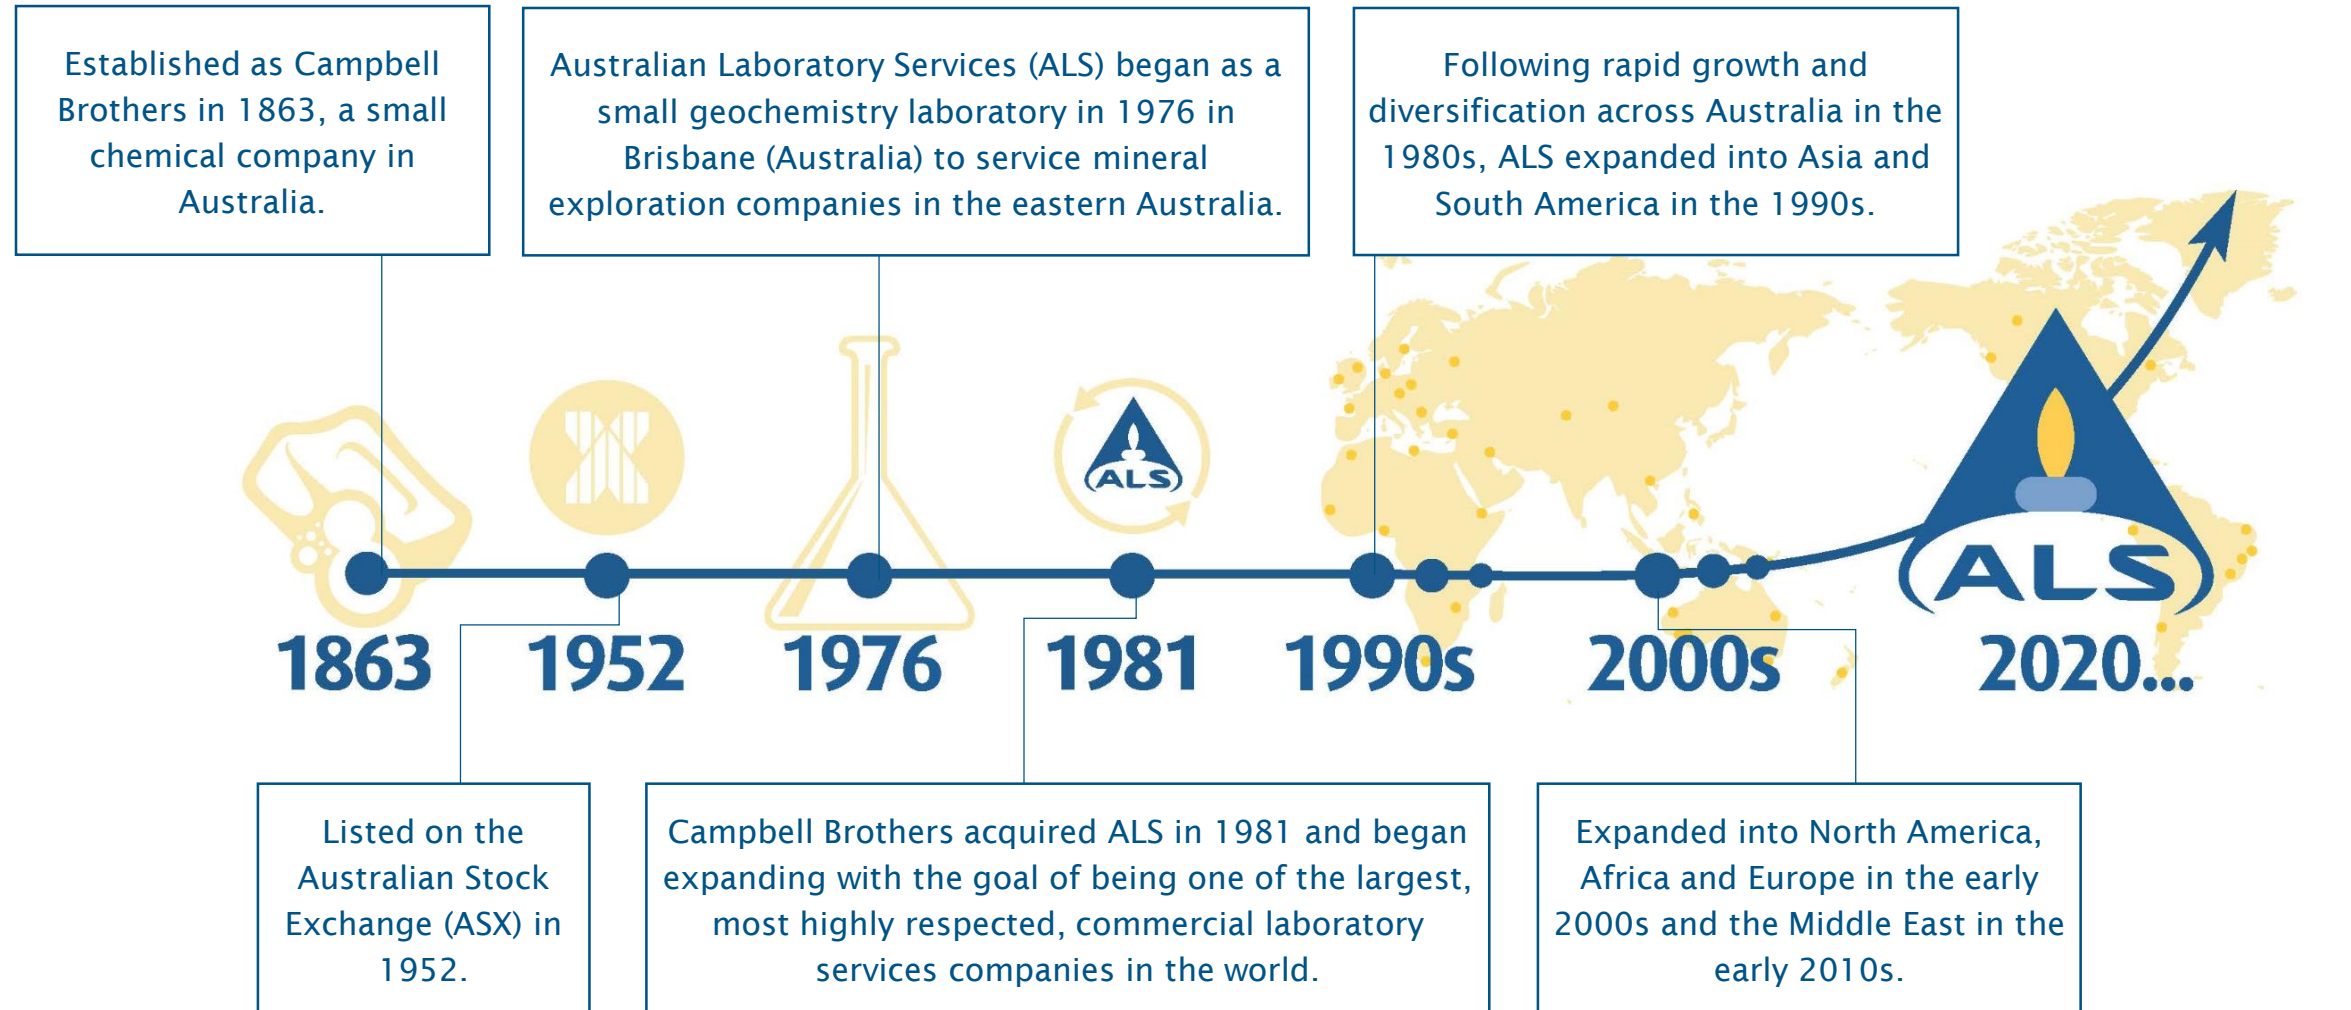 Established as Campbell
Brothers in 1863, a small
chemical company in
Australia.
Australian Laboratory Services (ALS) began as a
small geochemistry laboratory in 1976 in
Brisbane (Australia) to service mineral
exploration companies in the eastern Australia.
Following rapid growth and
diversification across Australia in the
1980s, ALS expanded into Asia and
South America in the 1990s.
ALS
ALS
1863
1952
1976
1981
1990s
2000s
2020...
Listed on the
Australian Stock
Exchange (ASX) in
1952.
Campbell Brothers acquired ALS in 1981 and began
expanding with the goal of being one of the largest,
most highly respected, commercial laboratory
services companies in the world.
Expanded into North America,
Africa and Europe in the early
2000s and the Middle East in the
early 2010s.